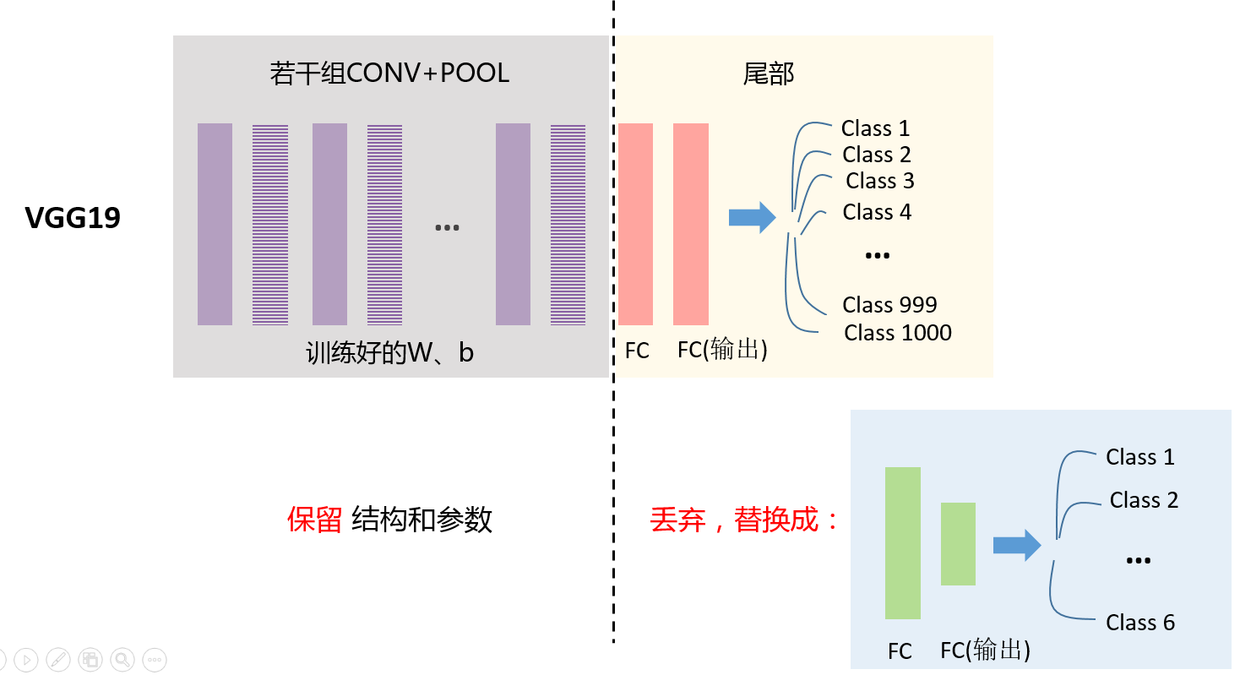 若干组CONV+POOL
尾部
VGG19
...
Class 1
Class 2
Class 3
Class 4
...
Class 999
Class 1000
训练好的W、b
FC
FC(输出)
保留 结构和参数
丢弃，替换成：
Class 1
Class 2
...
Class 6
FC
FC(输出)